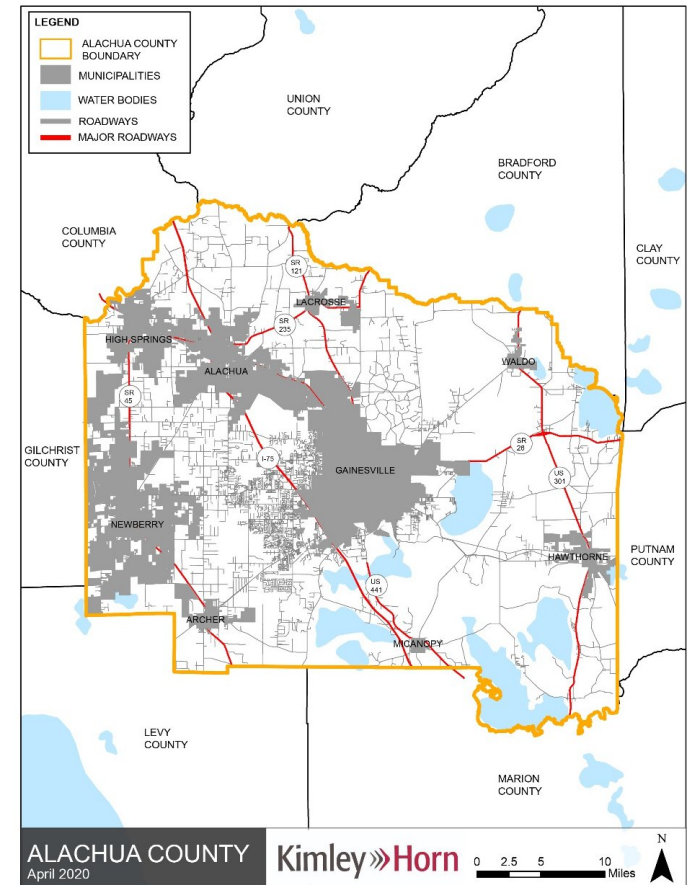 LEGEND
ALACHUA COUNTY
BOUNDARY
MUNICIPALITIES
WATER BODIES
ROADWAYS
MAJOR ROADWAYS
UNION
COUNTY
BRADFORD
COUNTY
COLUMBIA
COUNTY
CLAY
COUNTY
SR
121
LACROSSE
SR
235
HIGH SPRINGS
ALACHUA
WALDO
SR
45
GILCHRIST
COUNTY
I-75
GAINESVILLE
SR
26
US
301
NEWBERRY
HAWTHORNE
PUTNAM
COUNTY
US
441
ARCHER
MICANOPY
LEVY
COUNTY
MARION
COUNTY
ALACHUA COUNTY
April 2020
Kimley»Horn
0 2.5 5 10
Miles
N